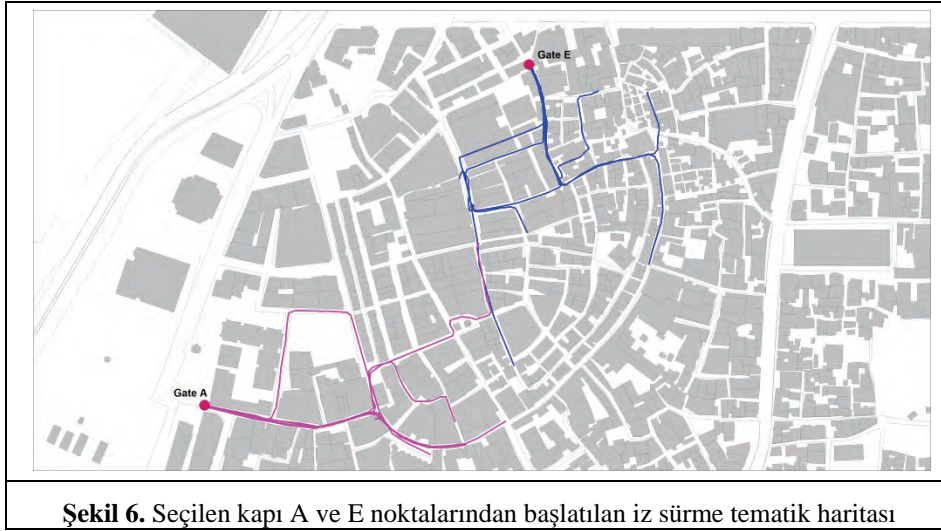 Gate E
Gate A
Şekil 6. Seçilen kapı A ve E noktalarından başlatılan iz sürme tematik haritası